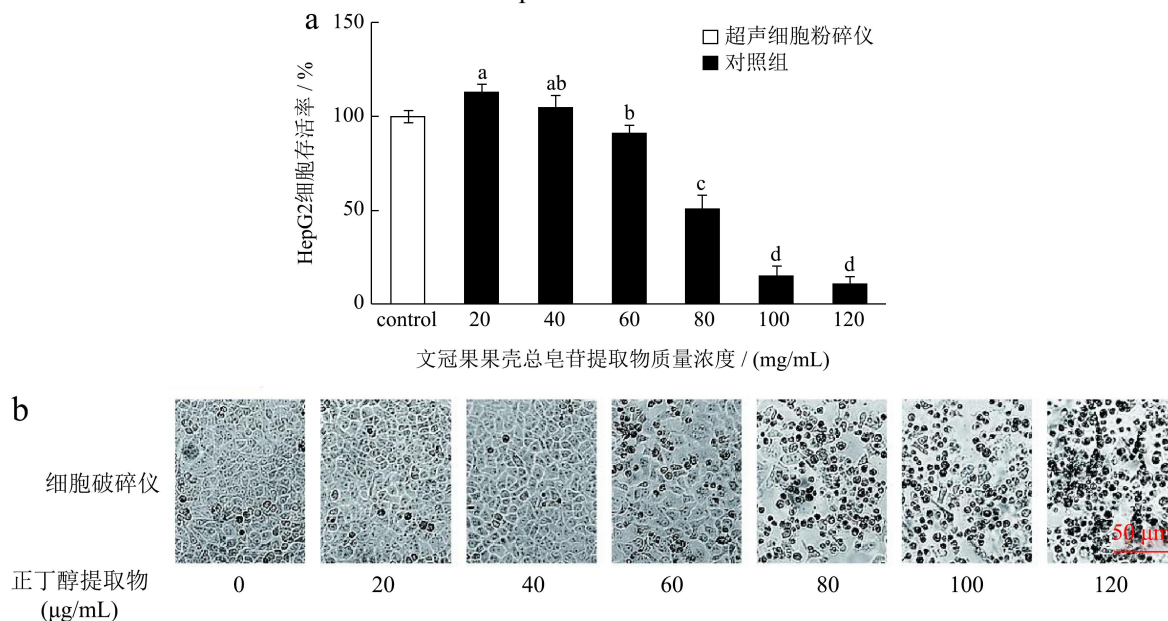 p
a
150
100
50
0
HepG2细胞存活率 / %
超声细胞粉碎仪
对照组
a
ab
b
c
d
d
control 20 40 60 80 100 120
文冠果果壳总皂苷提取物质量浓度 / (mg/mL)
b
细胞破碎仪
50 μm
正丁醇提取物
(μg/mL)
0 20 40 60 80 100 120